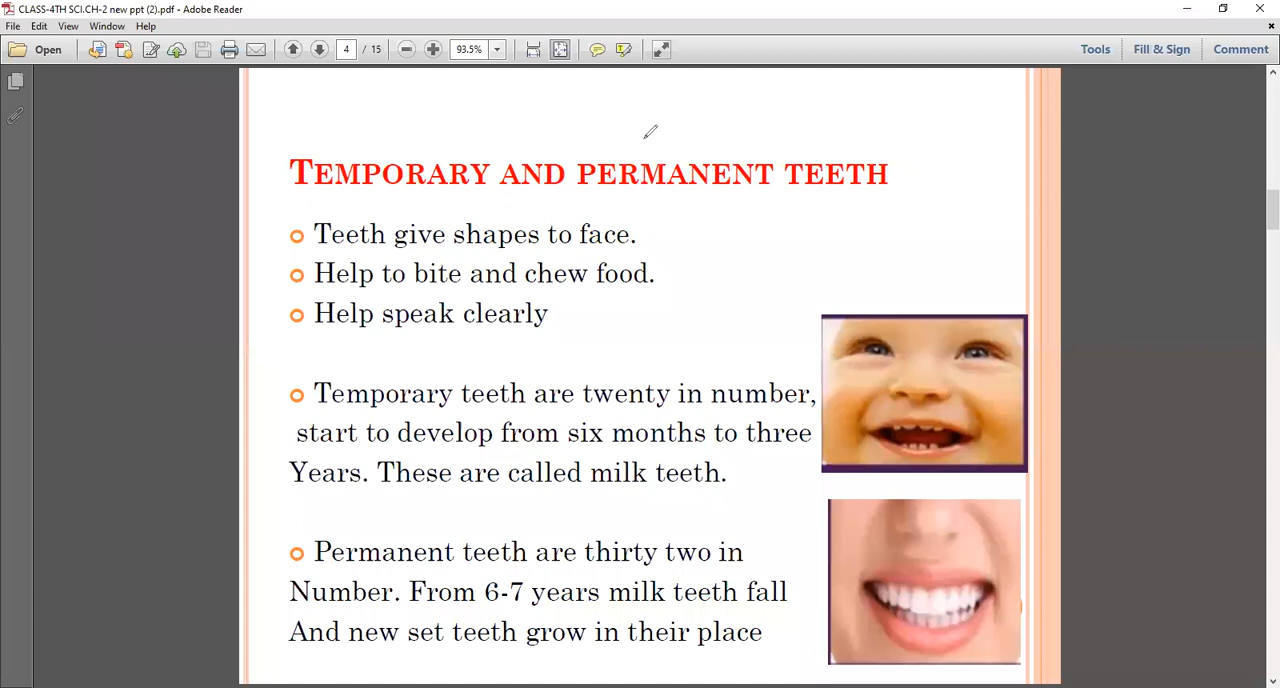 CLASS-4TH SCI.CH-2 new ppt (2).pdf - Adobe Reader
File Edit View Window Help
Open 4 / 15 93.5% Tools Fill & Sign Comment
TEMPORARY AND PERMANENT TEETH
Teeth give shapes to face.
Help to bite and chew food.
Help speak clearly
Temporary teeth are twenty in number,
start to develop from six months to three
Years. These are called milk teeth.
Permanent teeth are thirty two in
Number. From 6-7 years milk teeth fall
And new set teeth grow in their place